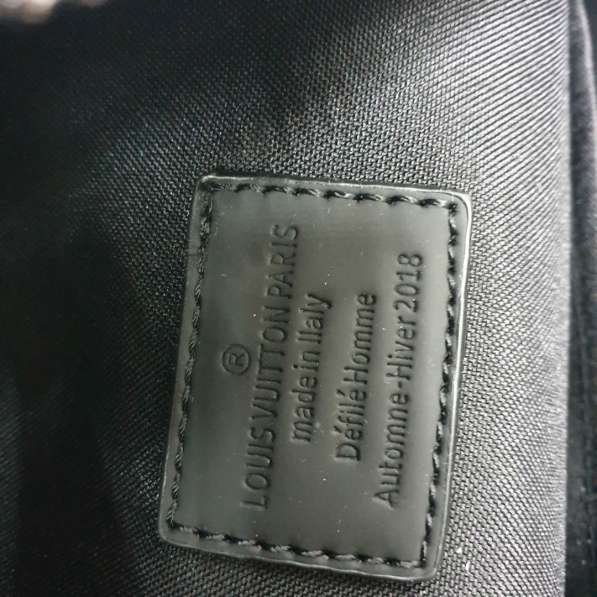 ®
LOUIS VUITTON PARIS
made in Italy
Défilé Homme
Automne-Hiver 2018